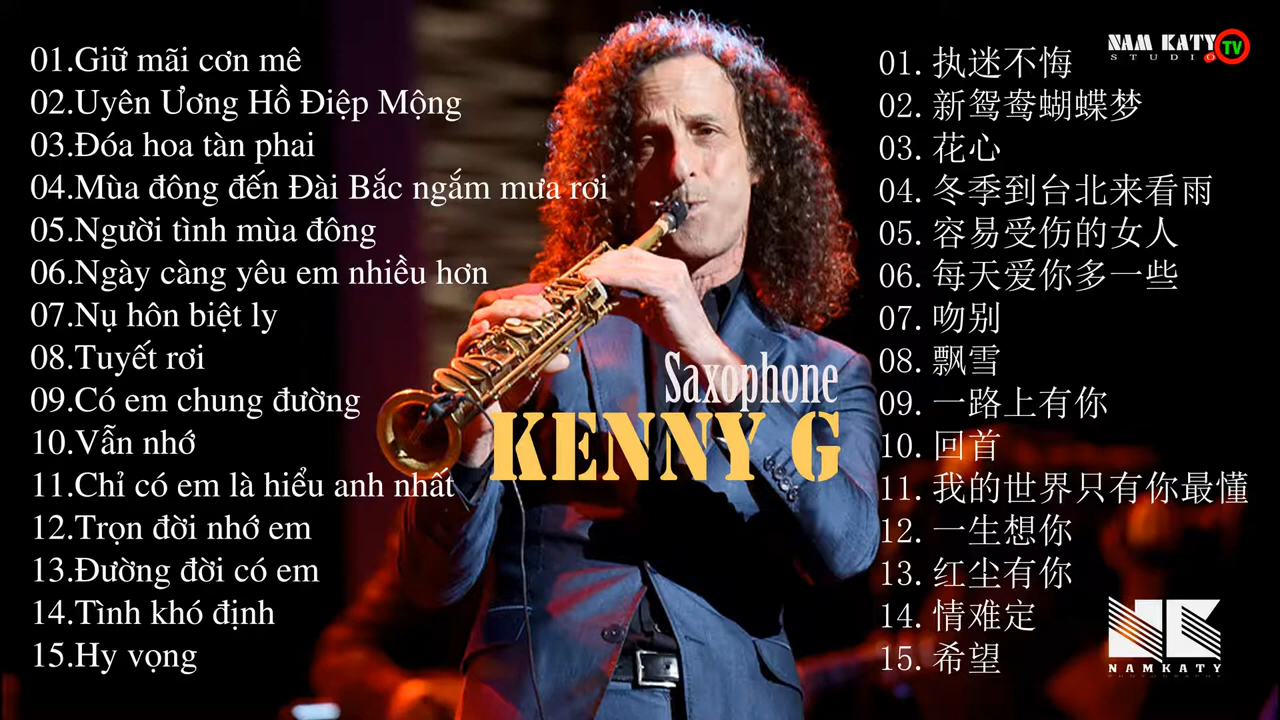 01.Giữ mãi cơn mê
02.Uyên Ương Hồ Điệp Mộng
03.Đóa hoa tàn phai
04.Mùa đông đến Đài Bắc ngắm mưa rơi
05.Người tình mùa đông
06.Ngày càng yêu em nhiều hơn
07.Nụ hôn biệt ly
08.Tuyết rơi
09.Có em chung đường
10.Vẫn nhớ
11.Chỉ có em là hiểu anh nhất
12.Trọn đời nhớ em
13.Đường đời có em
14.Tình khó định
15.Hy vọng
Saxophone
KENNY G
NAM KATY TV
STUDIO
01.执迷不悔
02.新鸳鸯蝴蝶梦
03.花心
04.冬季到台北来看雨
05.容易受伤的女人
06.每天爱你多一些
07.吻别
08.飘雪
09.一路上有你
10.回首
11.我的世界只有你最懂
12.一生想你
13.红尘有你
14.情难定
15.希望
NK
NAMKATY
PHOTOGRAPHY